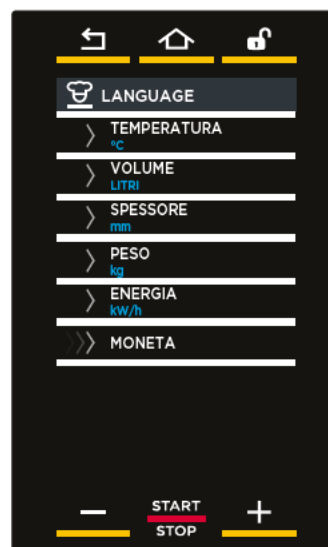 LANGUAGE
TEMPERATURA
°C
VOLUME
LITRI
SPESSORE
mm
PESO
kg
ENERGIA
kW/h
MONETA
START
STOP